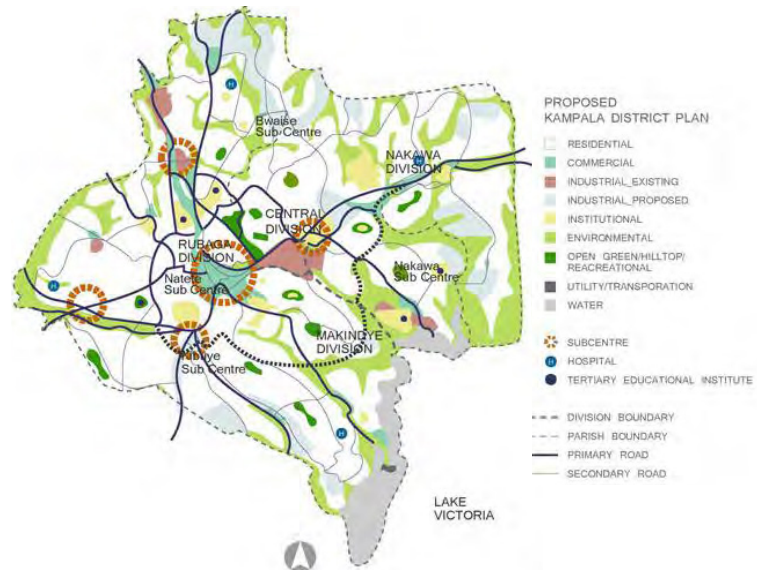 PROPOSED
KAMPALA DISTRICT PLAN
RESIDENTIAL
COMMERCIAL
INDUSTRIAL_EXISTING
INDUSTRIAL_PROPOSED
INSTITUTIONAL
ENVIRONMENTAL
OPEN GREEN/HILLTOP/
REACREATIONAL
UTILITY/TRANSPORATION
WATER
SUBCENTRE
H HOSPITAL
TERTIARY EDUCATIONAL INSTITUTE
DIVISION BOUNDARY
PARISH BOUNDARY
PRIMARY ROAD
SECONDARY ROAD
H
Bwaise
Sub Centre
NAKAWA
DIVISION
H
CENTRAL
DIVISION
RUBAGA
DIVISION
Natete
Sub Centre
Nakawa
Sub Centre
H
MAKINDYE
DIVISION
Sub Centre
H
LAKE
VICTORIA